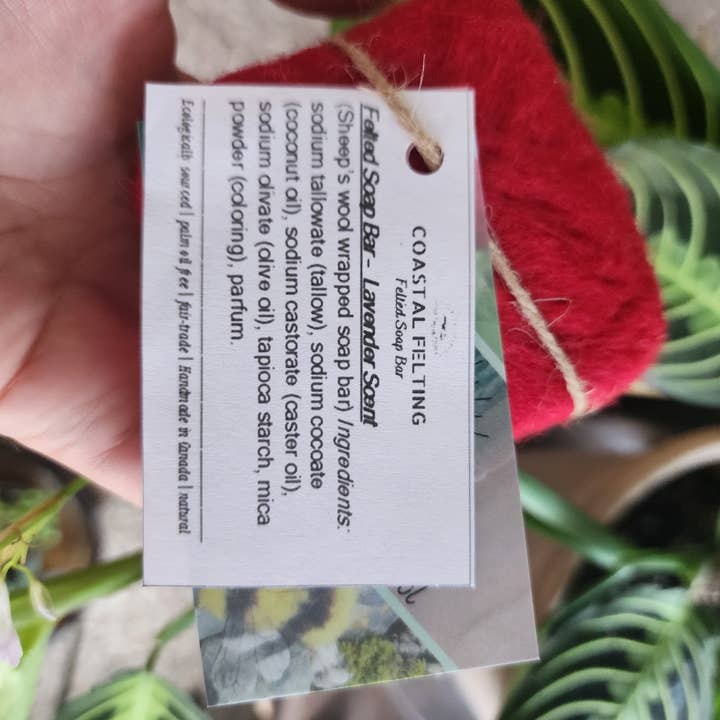 COASTAL FELTING
Felted Soap Bar
Felted Soap Bar - Lavender Scent
(Sheep's wool wrapped soap bar) Ingredients:
sodium tallowate (tallow), sodium cocoate
(coconut oil), sodium castorate (caster oil),
sodium olivate (olive oil), tapioca starch, mica
powder (coloring), parfum.
Ecologically sourced | palm oil free | fair-trade | Handmade in Canada | natural